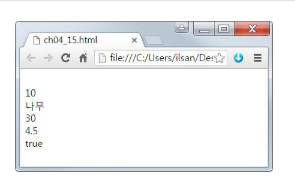 ch04_15.html
file:///C:/Users/ilsan/Des
10
나무
30
4.5
true